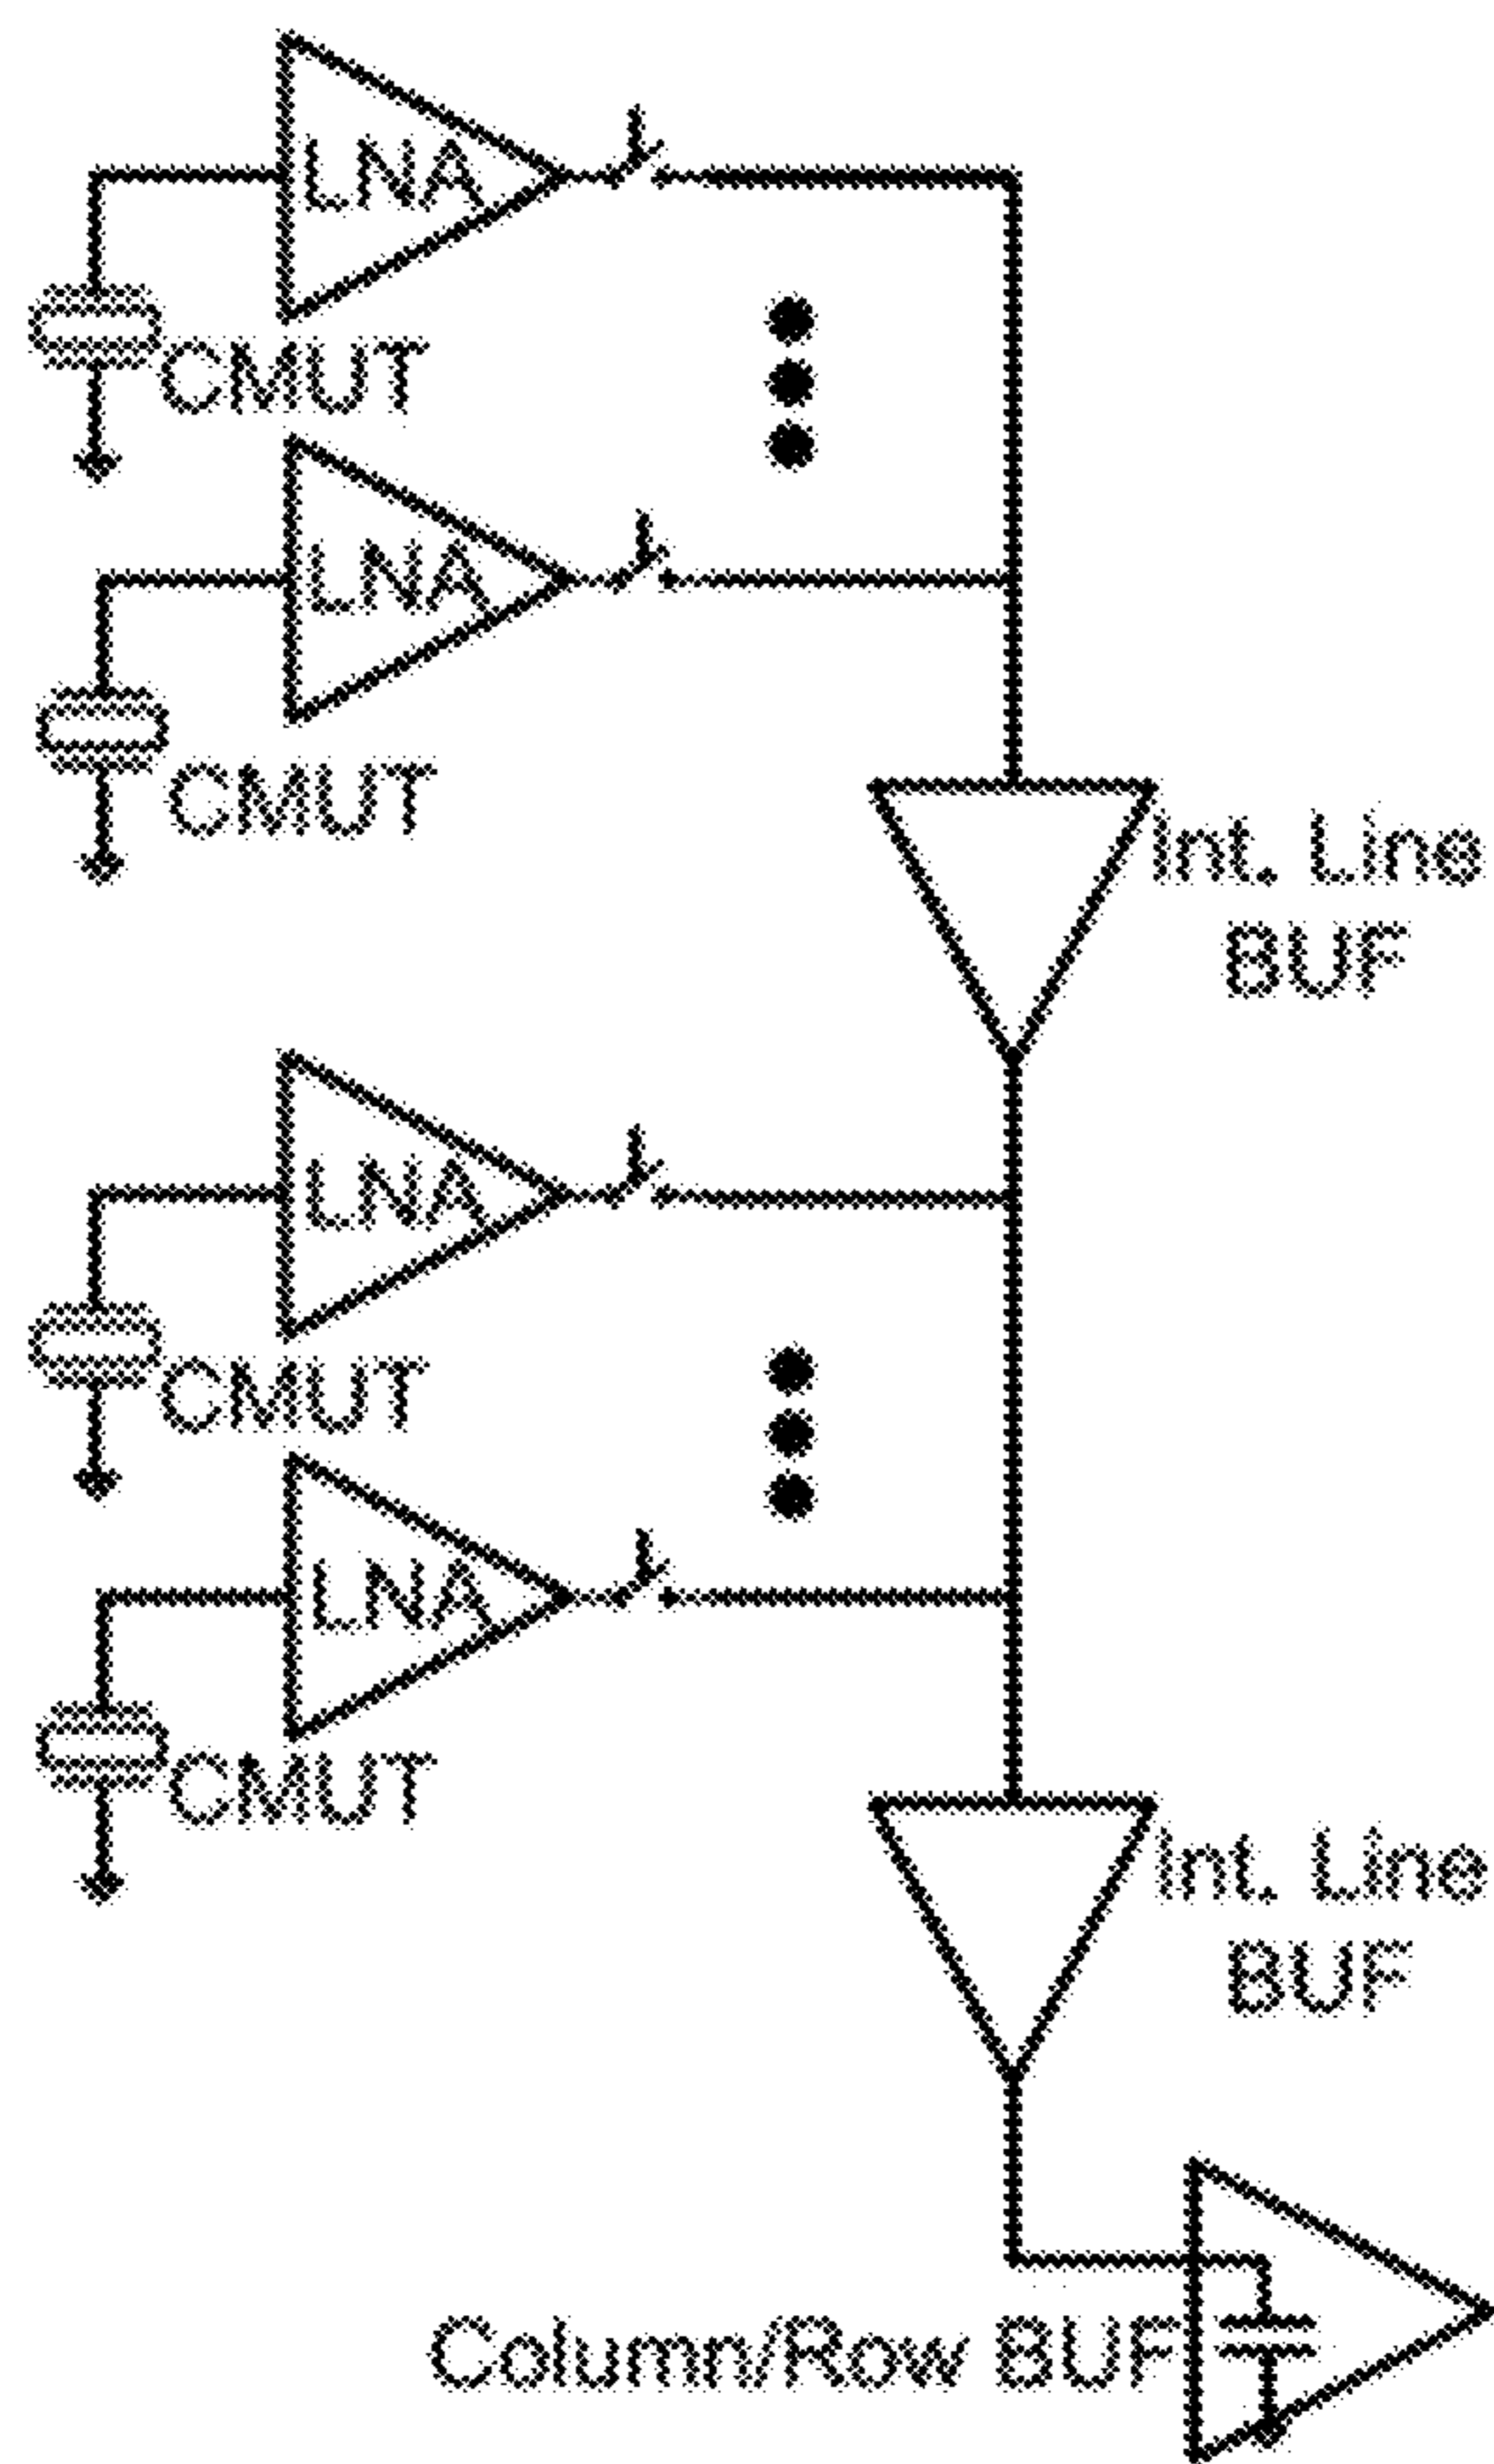 LNA
CMUT
LNA
CMUT
Int. Line
BUF
LNA
CMUT
LNA
CMUT
Int. Line
BUF
Column/Row BUF